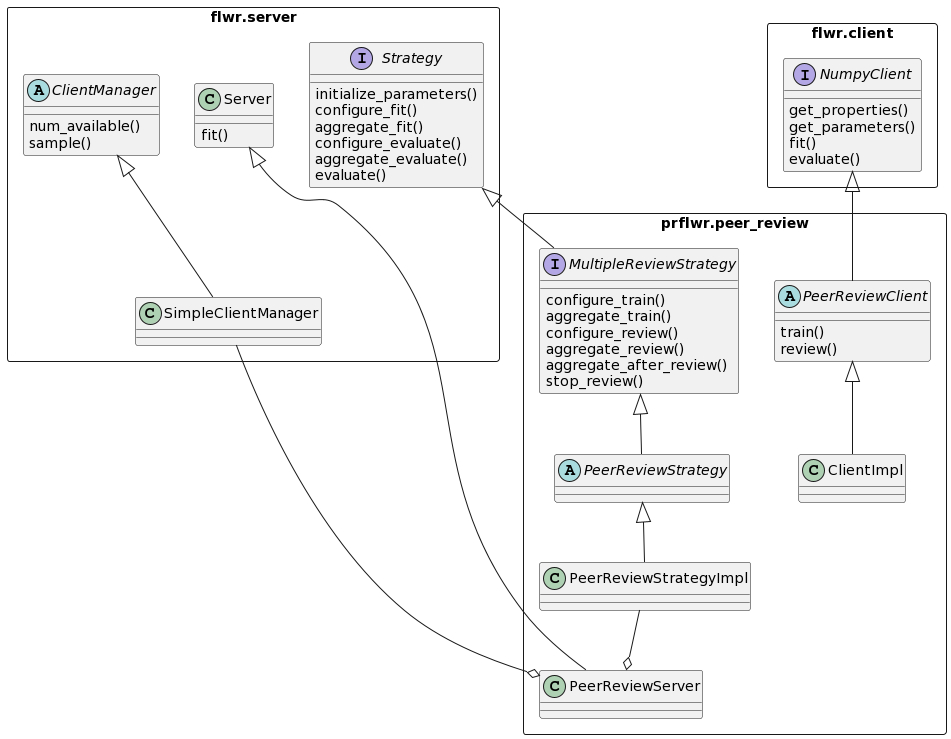 flwr.server
A ClientManager
num_available()
sample()
C Server
fit()
I Strategy
initialize_parameters()
configure_fit()
aggregate_fit()
configure_evaluate()
aggregate_evaluate()
evaluate()
C SimpleClientManager
flwr.client
I NumpyClient
get_properties()
get_parameters()
fit()
evaluate()
prflwr.peer_review
I MultipleReviewStrategy
configure_train()
aggregate_train()
configure_review()
aggregate_review()
aggregate_after_review()
stop_review()
A PeerReviewClient
train()
review()
A PeerReviewStrategy
C ClientImpl
C PeerReviewStrategyImpl
C PeerReviewServer